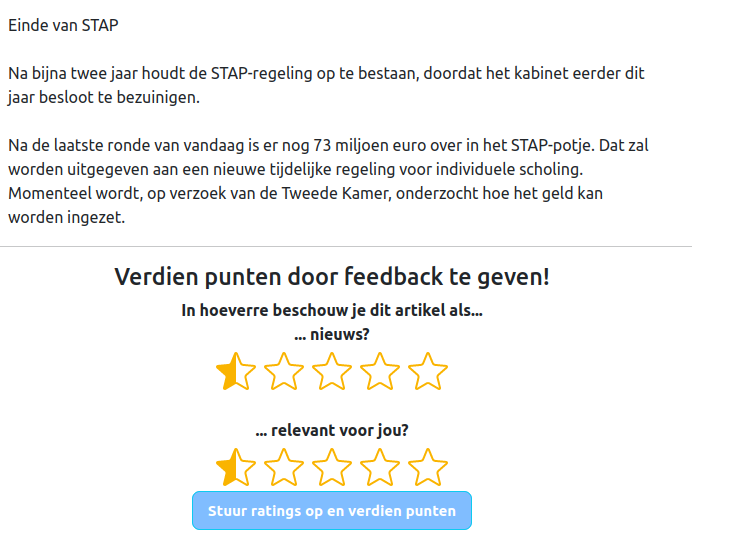 Einde van STAP
Na bijna twee jaar houdt de STAP-regeling op te bestaan, doordat het kabinet eerder dit
jaar besloot te bezuinigen.
Na de laatste ronde van vandaag is er nog 73 miljoen euro over in het STAP-potje. Dat zal
worden uitgegeven aan een nieuwe tijdelijke regeling voor individuele scholing.
Momenteel wordt, op verzoek van de Tweede Kamer, onderzocht hoe het geld kan
worden ingezet.
Verdien punten door feedback te geven!
In hoeverre beschouw je dit artikel als...
... nieuws?
... relevant voor jou?
Stuur ratings op en verdien punten